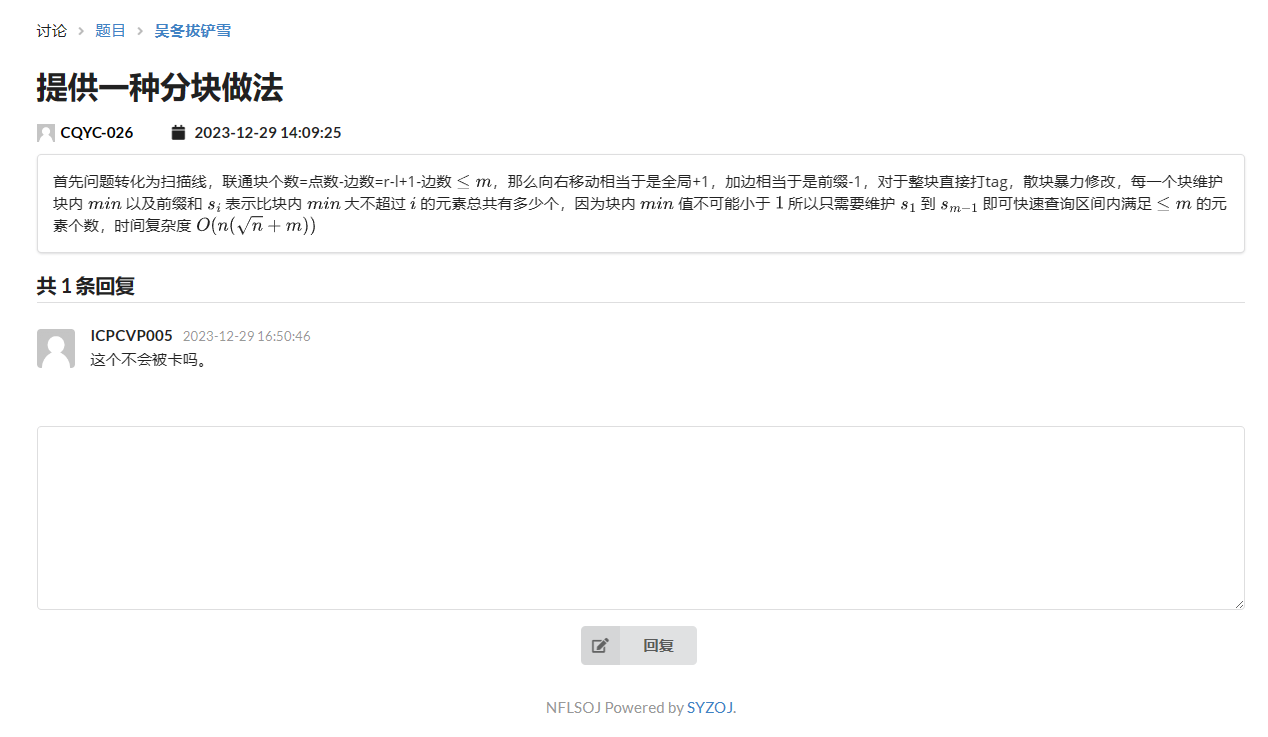 讨论 题目 吴冬拔铲雪
提供一种分块做法
CQYC-026 2023-12-29 14:09:25
首先问题转化为扫描线，联通块个数=点数-边数=r-l+1-边数 ≤ m，那么向右移动相当于是全局+1，加边相当于是前缀-1，对于整块直接打tag，散块暴力修改，每一个块维护
块内 min 以及前缀和 s_i 表示比块内 min 大不超过 i 的元素总共有多少个，因为块内 min 值不可能小于 1 所以只需要维护 s_1 到 s_{m-1} 即可快速查询区间内满足 ≤ m 的元
素个数，时间复杂度 O(n(√n + m))
共 1 条回复
ICPCVP005 2023-12-29 16:50:46
这个不会被卡吗。
回复
NFLSOJ Powered by SYZOJ.